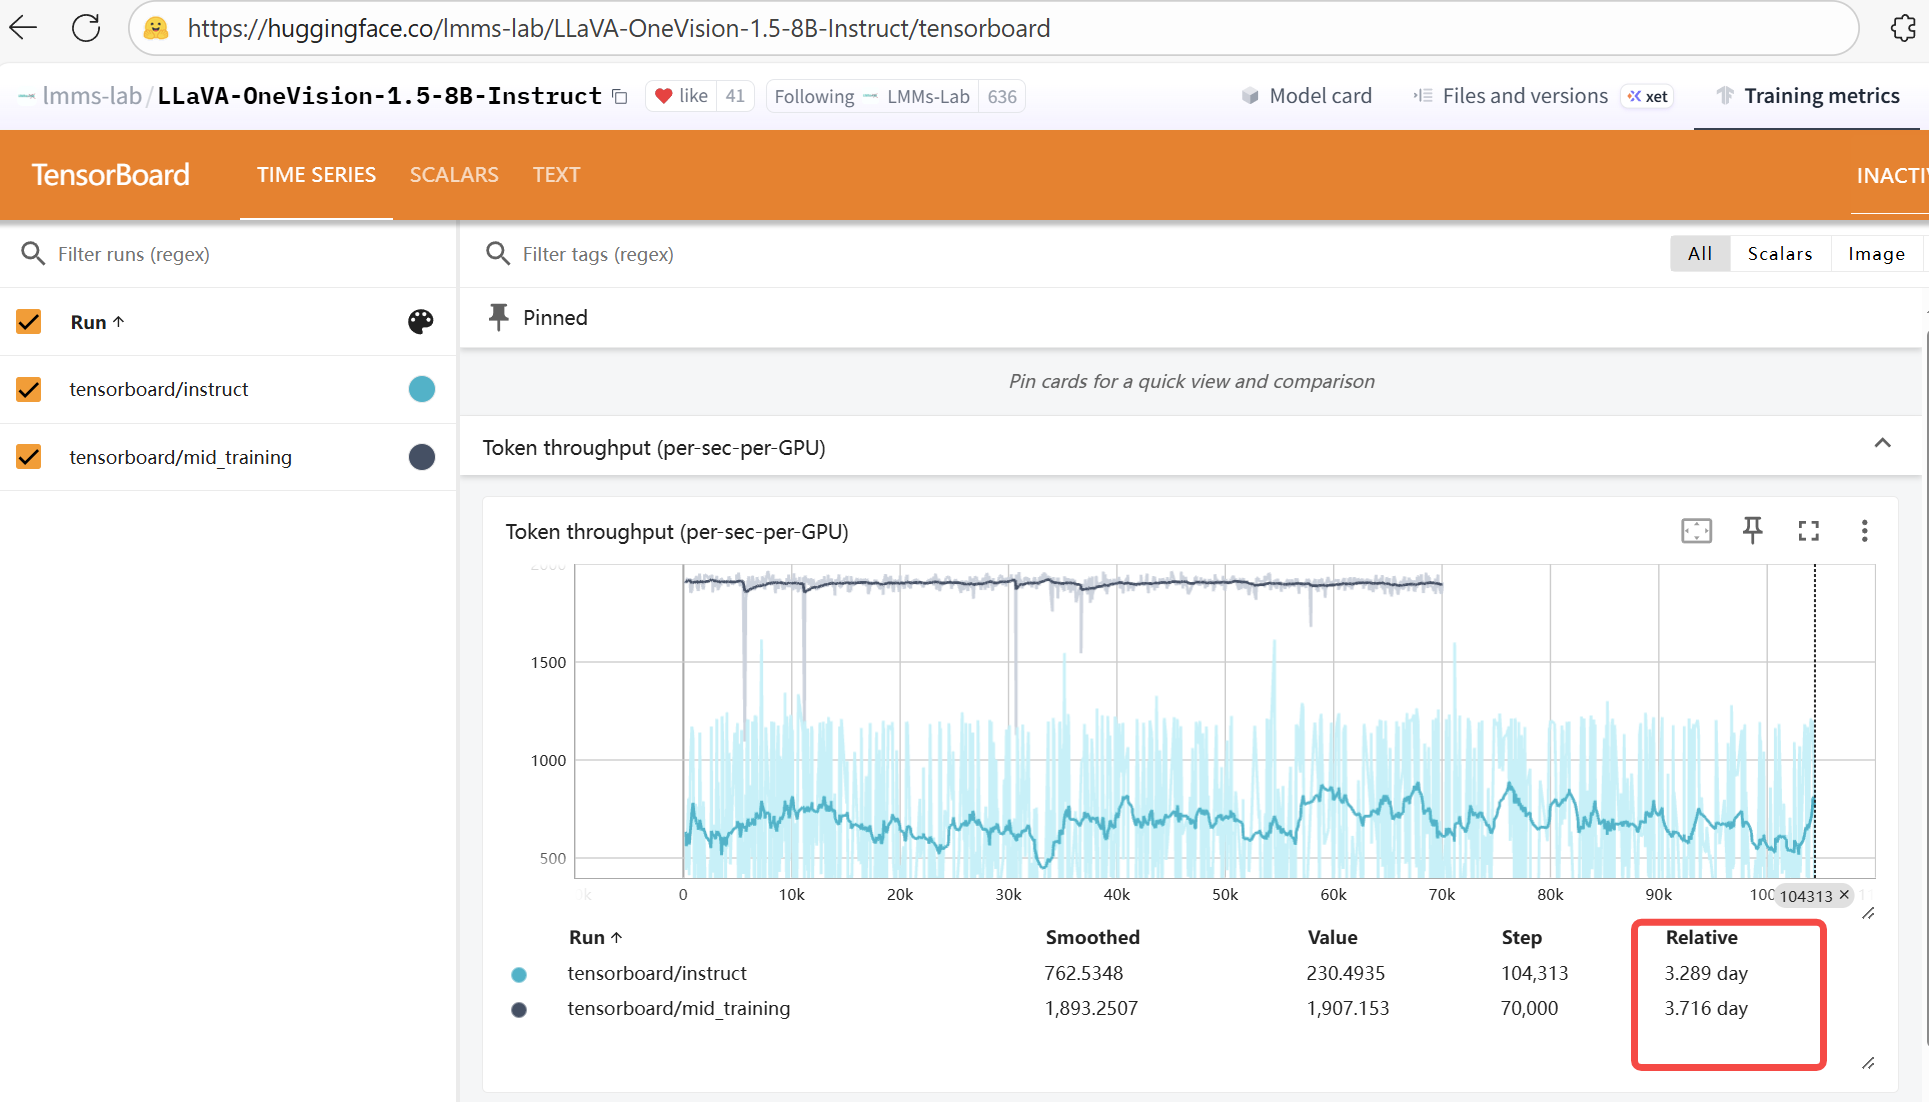 https://huggingface.co/lmms-lab/LLaVA-OneVision-1.5-8B-Instruct/tensorboard
lmms-lab/LLaVA-OneVision-1.5-8B-Instruct like 41 Following LMMs-Lab 636 Model card Files and versions xet Training metrics
TensorBoard TIME SERIES SCALARS TEXT INACTI
Filter runs (regex)
Filter tags (regex) All Scalars Image
Run
Pinned
tensorboard/instruct
Pin cards for a quick view and comparison
tensorboard/mid_training
Token throughput (per-sec-per-GPU)
Token throughput (per-sec-per-GPU)
2000
1500
1000
500
0 10k 20k 30k 40k 50k 60k 70k 80k 90k 100 104313
Run Smoothed Value Step Relative
tensorboard/instruct 762.5348 230.4935 104,313 3.289 day
tensorboard/mid_training 1,893.2507 1,907.153 70,000 3.716 day